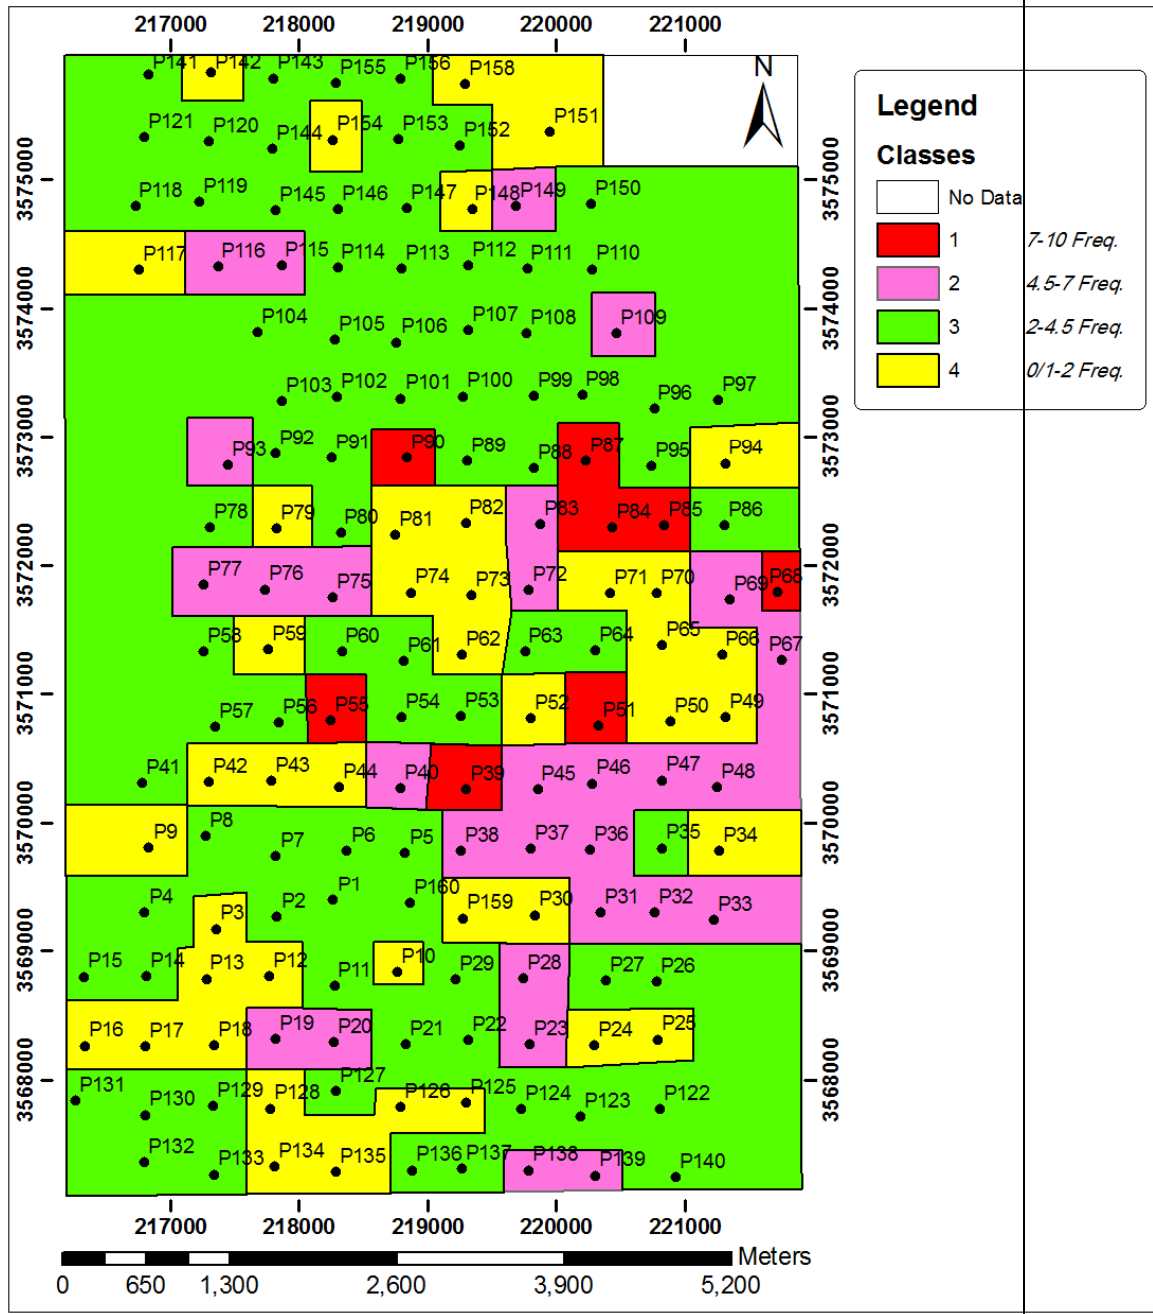 217000 218000 219000 220000 221000
N
P141 P142 P143 P155 P156 P158
P121 P120 P144 P154 P153 P152 P151
P118 P119 P145 P146 P147 P148 P149 P150
P117 P116 P115 P114 P113 P112 P111 P110
P104 P105 P106 P107 P108 P109
P103 P102 P101 P100 P99 P98 P96 P97
P93 P92 P91 P90 P89 P88 P87 P95 P94
P78 P79 P80 P81 P82 P83 P84 P85 P86
P77 P76 P75 P74 P73 P72 P71 P70 P69 P68
P58 P59 P60 P61 P62 P63 P64 P65 P66 P67
P57 P56 P55 P54 P53 P52 P51 P50 P49
P41 P42 P43 P44 P40 P39 P45 P46 P47 P48
P9 P8 P7 P6 P5 P38 P37 P36 P35 P34
P4 P3 P2 P1 P160 P159 P30 P31 P32 P33
P15 P14 P13 P12 P11 P10 P29 P28 P27 P26
P16 P17 P18 P19 P20 P21 P22 P23 P24 P25
P131 P130 P129 P128 P127 P126 P125 P124 P123 P122
P132 P133 P134 P135 P136 P137 P138 P139 P140
3575000
3574000
3573000
3572000
3571000
3570000
3569000
3568000
3575000
3574000
3573000
3572000
3571000
3570000
3569000
3568000
217000 218000 219000 220000 221000
Meters
0 650 1,300 2,600 3,900 5,200
Legend
Classes
No Data
1 7-10 Freq.
2 4.5-7 Freq.
3 2-4.5 Freq.
4 0/1-2 Freq.